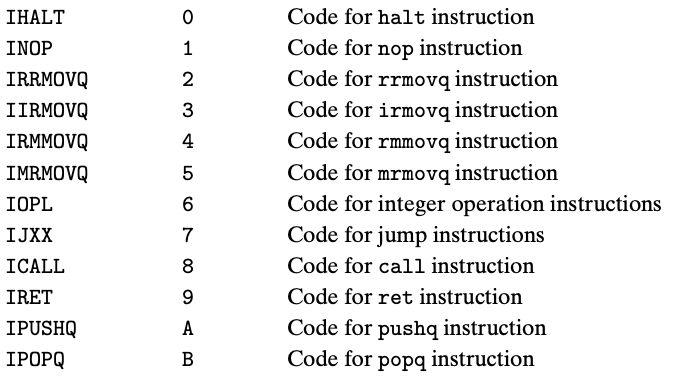 IHALT 0 Code for halt instruction
INOP 1 Code for nop instruction
IRRMOVQ 2 Code for rrmovq instruction
IIRMOVQ 3 Code for irmovq instruction
IRMMOVQ 4 Code for rmmovq instruction
IMRMOVQ 5 Code for mrmovq instruction
IOPL 6 Code for integer operation instructions
IJXX 7 Code for jump instructions
ICALL 8 Code for call instruction
IRET 9 Code for ret instruction
IPUSHQ A Code for pushq instruction
IPOPQ B Code for popq instruction